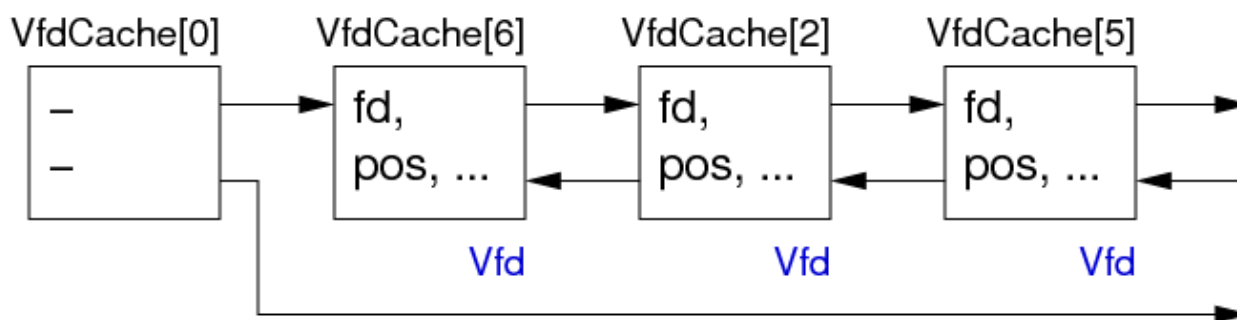 VfdCache[0] VfdCache[6] VfdCache[2] VfdCache[5]
– fd, fd, fd,
– pos, ... pos, ... pos, ...
Vfd Vfd Vfd